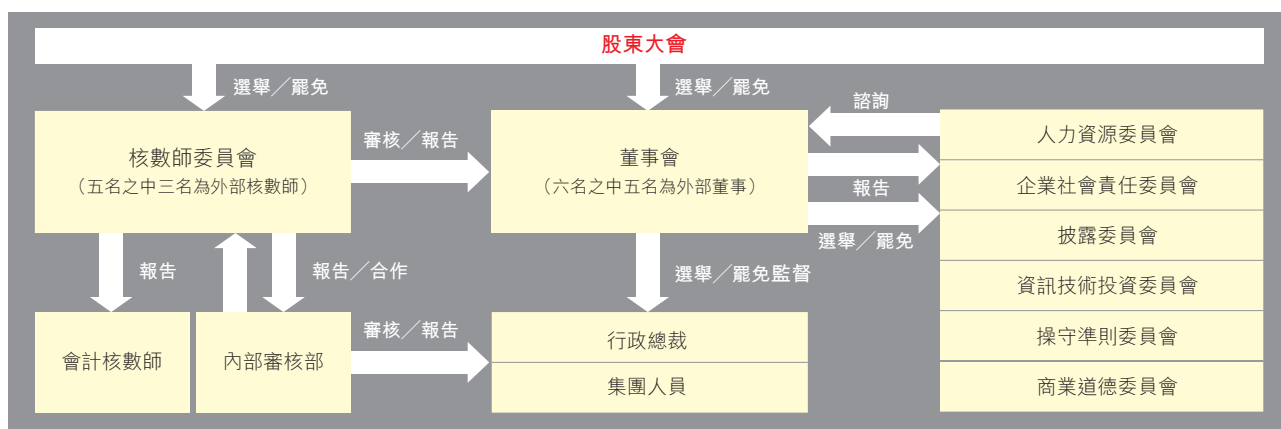 股東大會
選舉／罷免
選舉／罷免
諮詢
核數師委員會
（五名之中三名為外部核數師）
審核／報告
董事會
（六名之中五名為外部董事）
報告
選舉／罷免
人力資源委員會
企業社會責任委員會
披露委員會
資訊技術投資委員會
操守準則委員會
商業道德委員會
報告
報告／合作
選舉／罷免監督
會計核數師
內部審核部
審核／報告
行政總裁
集團人員